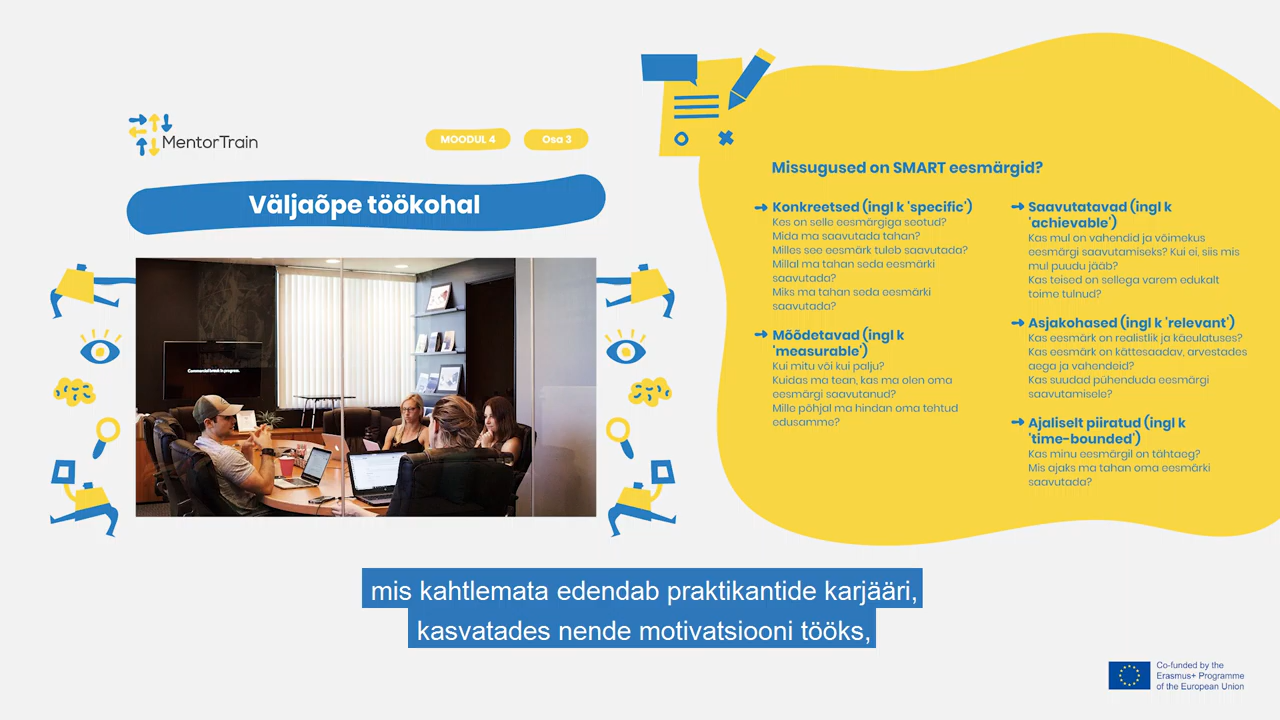 MentorTrain
MOODUL 4
Osa 3
Väljaõpe töökohal
Commercial break in progress.
Missugused on SMART eesmärgid?
Konkreetsed (ingl k 'specific')
Kes on selle eesmärgiga seotud?
Mida ma saavutada tahan?
Milles see eesmärk tuleb saavutada?
Millal ma tahan seda eesmärki
saavutada?
Miks ma tahan seda eesmärki
saavutada?
Mõõdetavad (ingl k
'measurable')
Kui mitu või kui palju?
Kuidas ma tean, kas ma olen oma
eesmärgi saavutanud?
Mille põhjal ma hindan oma tehtud
edusamme?
Saavutatavad (ingl k
'achievable')
Kas mul on vahendid ja võimekus
eesmärgi saavutamiseks? Kui ei, siis mis
mul puudu jääb?
Kas teised on sellega varem edukalt
toime tulnud?
Asjakohased (ingl k 'relevant')
Kas eesmärk on realistlik ja käeulatuses?
Kas eesmärk on kättesaadav, arvestades
aega ja vahendeid?
Kas suudad pühenduda eesmärgi
saavutamisele?
Ajaliselt piiratud (ingl k
'time-bounded')
Kas minu eesmärgil on tähtaeg?
Mis ajaks ma tahan oma eesmärki
saavutada?
mis kahtlemata edendab praktikantide karjääri,
kasvatades nende motivatsiooni tööks,
Co-funded by the
Erasmus+ Programme
of the European Union